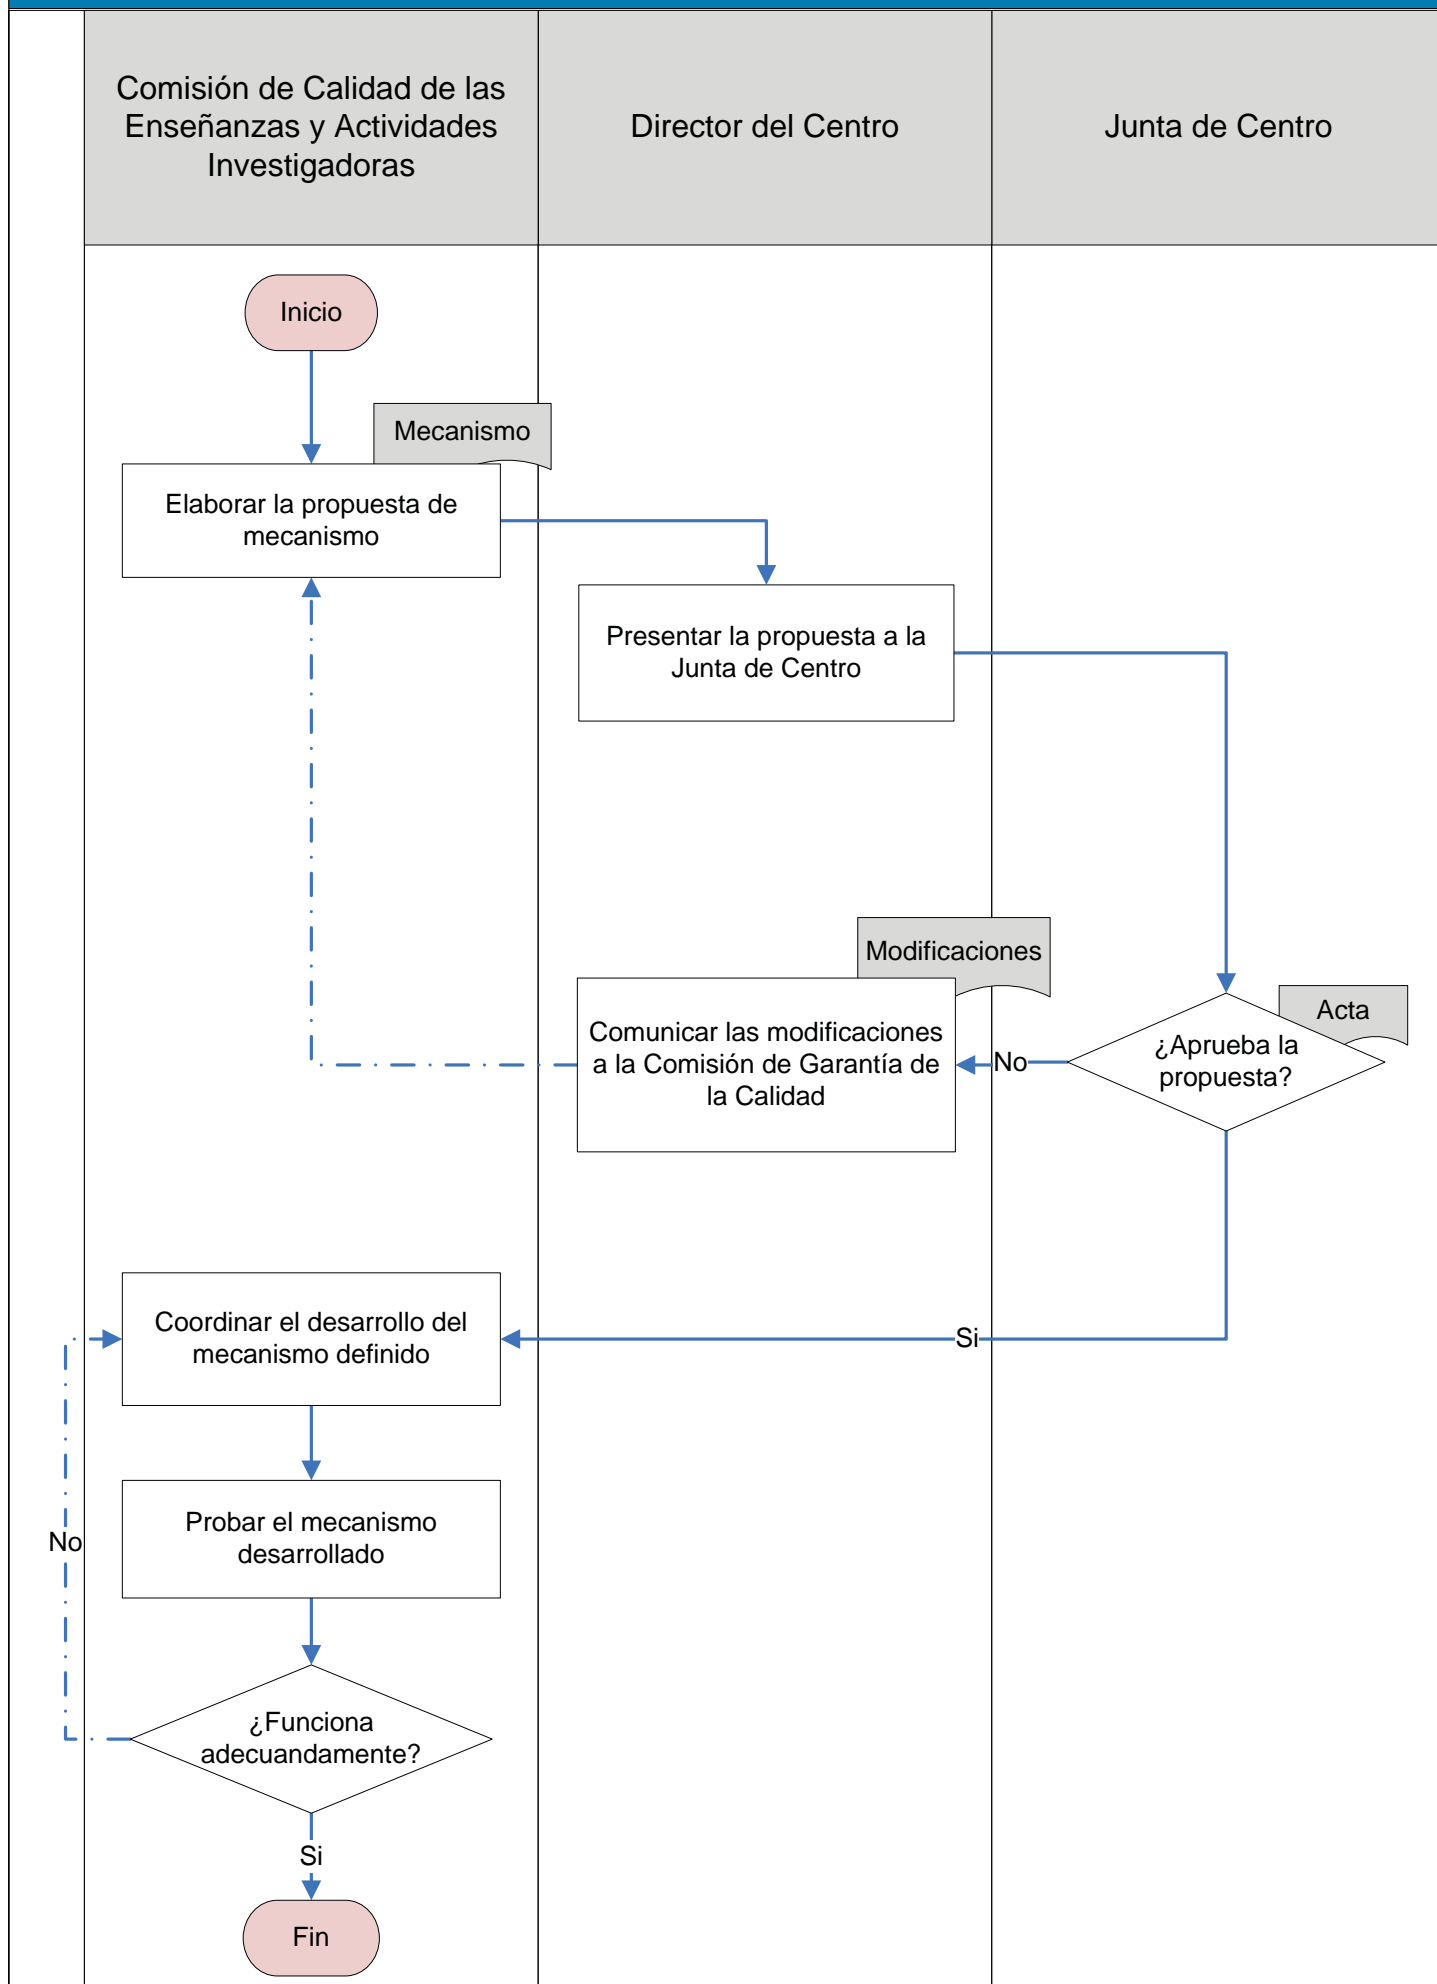 Comisión de Calidad de las
Enseñanzas y Actividades
Investigadoras
Director del Centro
Junta de Centro
Inicio
Mecanismo
Elaborar la propuesta de
mecanismo
Presentar la propuesta a la
Junta de Centro
Modificaciones
Comunicar las modificaciones
a la Comisión de Garantía de
la Calidad
No
Acta
¿Aprueba la
propuesta?
Coordinar el desarrollo del
mecanismo definido
Si
Probar el mecanismo
desarrollado
No
¿Funciona
adecuandamente?
Si
Fin